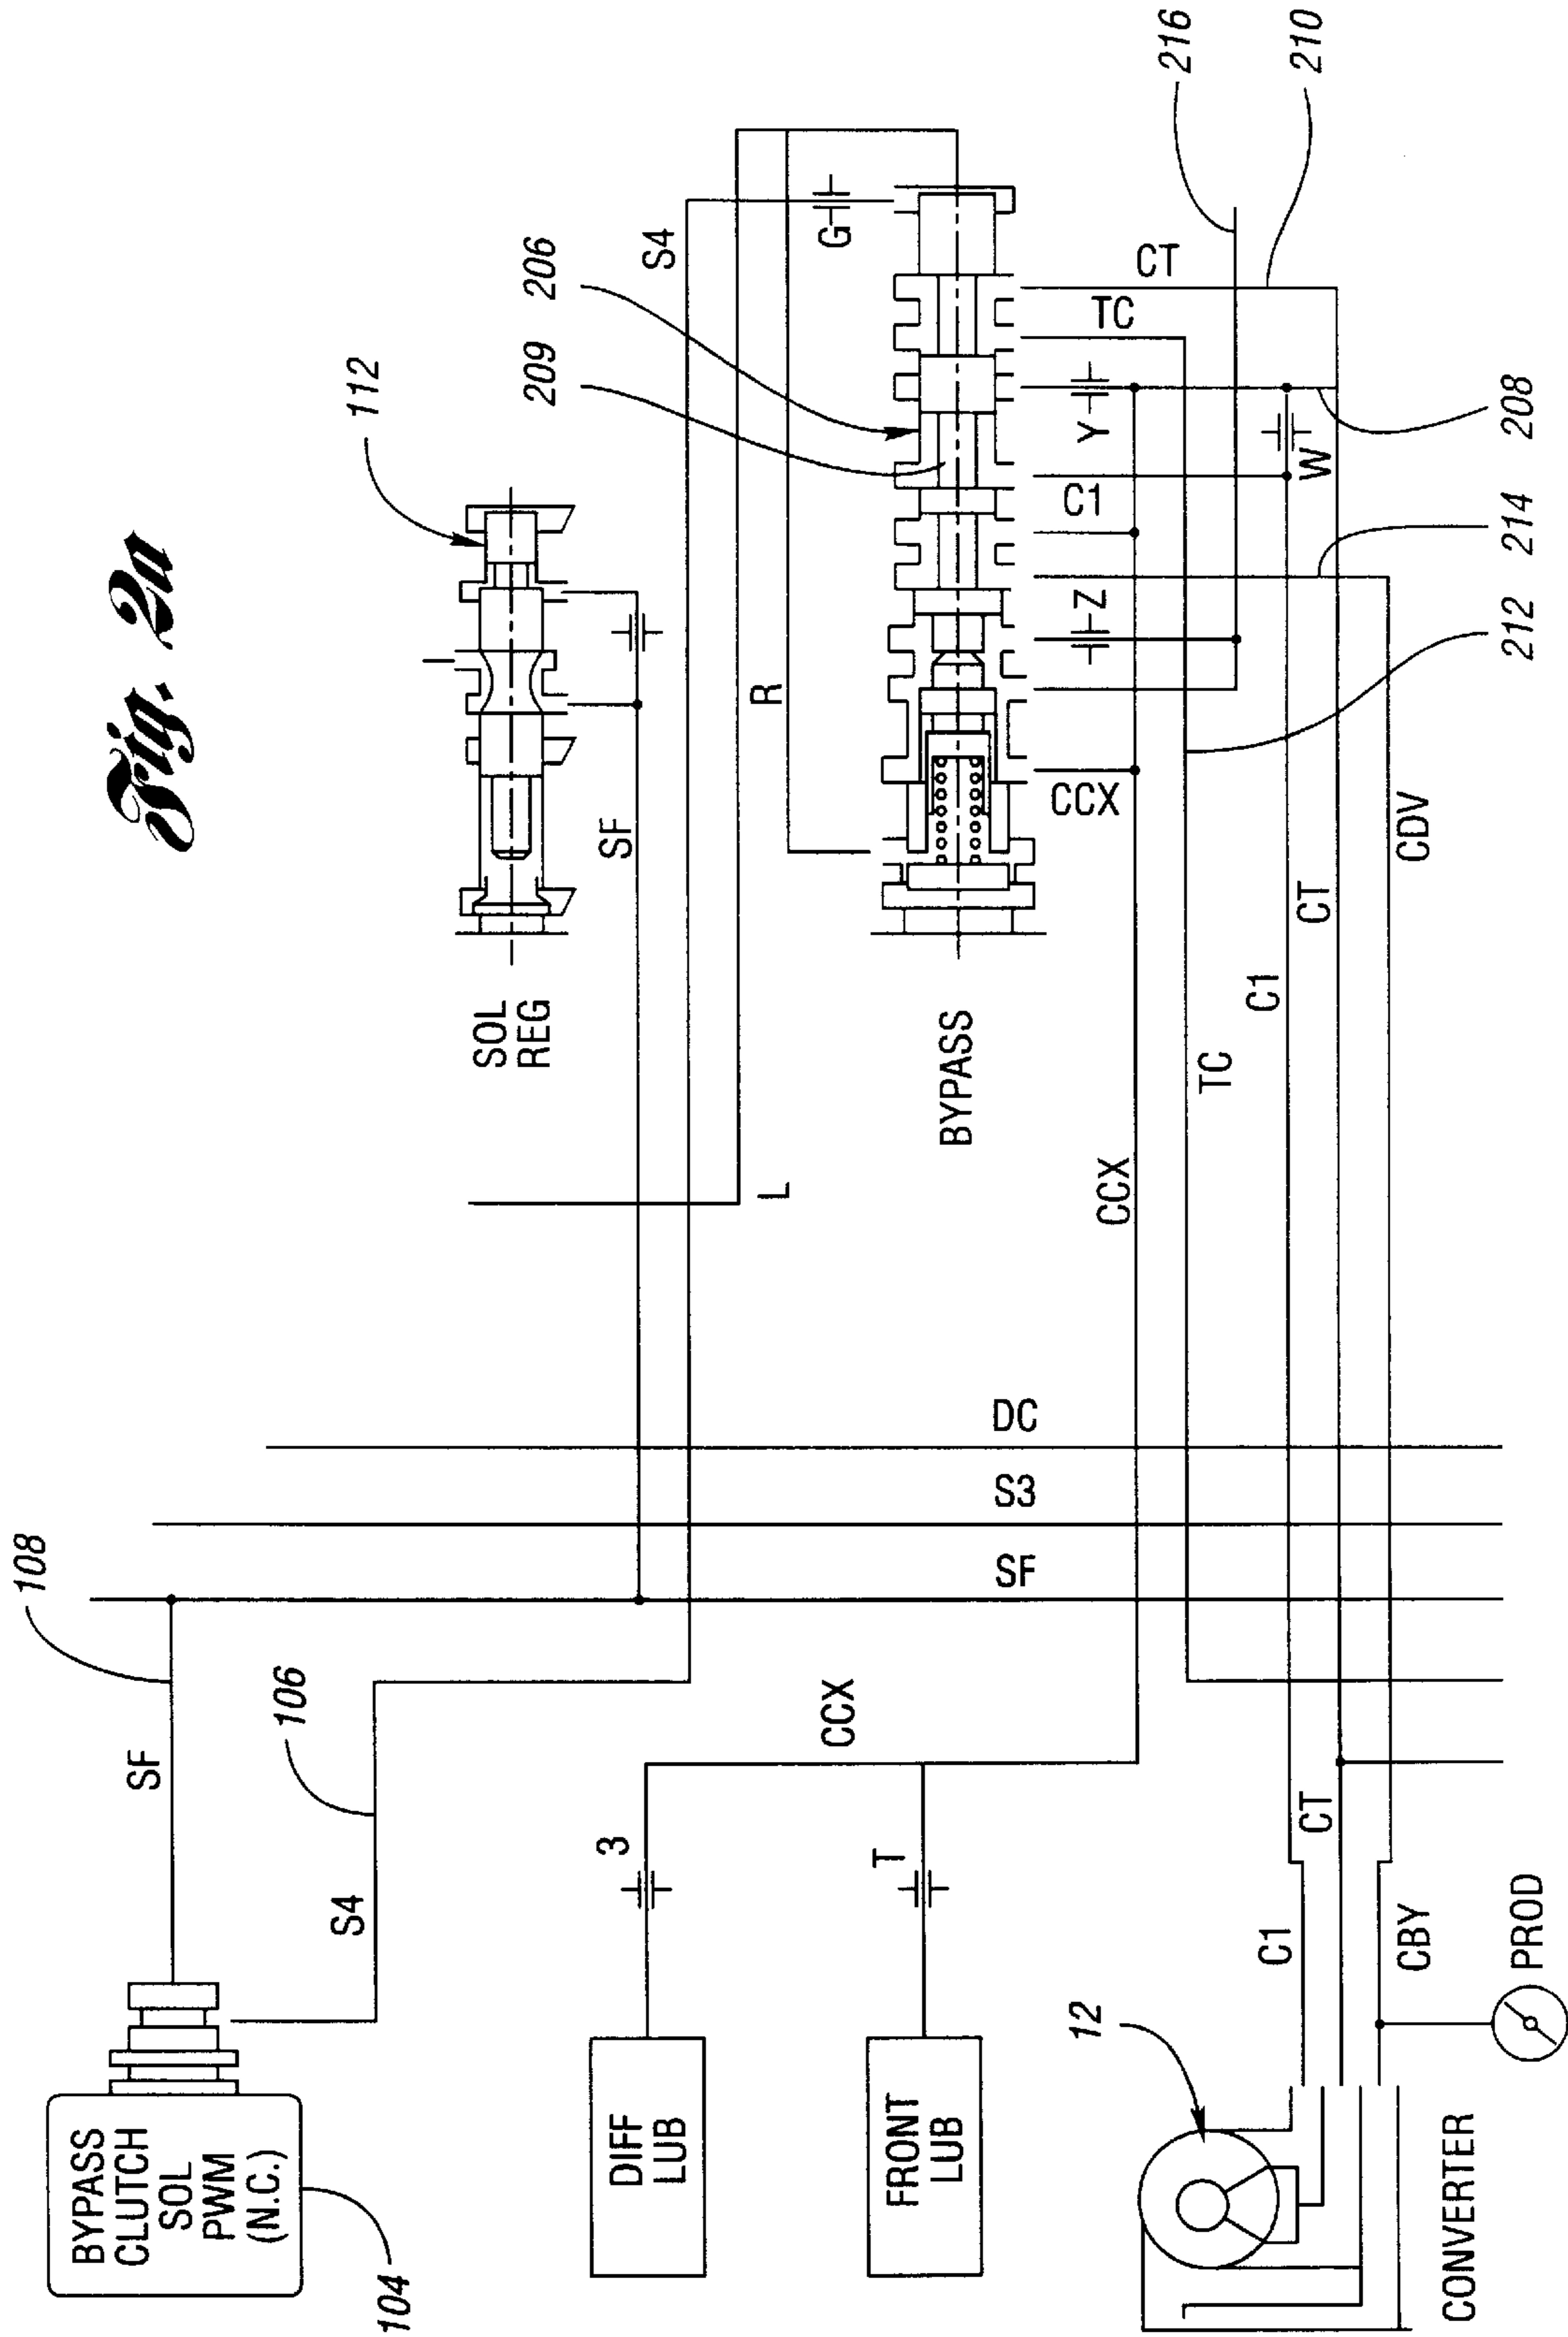 Fig. 2a
108
SF
106
S4
BYPASS
CLUTCH
SOL
PWM
(N.C.)
104
112
SOL
REG
SF
S4
209
206
L
R
G
BYPASS
216
210
CT
TC
Y
C1
W
208
214
Z
212
CCX
CDV
CT
C1
TC
CCX
DC
S3
SF
CCX
3
T
DIFF
LUB
FRONT
LUB
CT
C1
CBY
PROD
12
CONVERTER